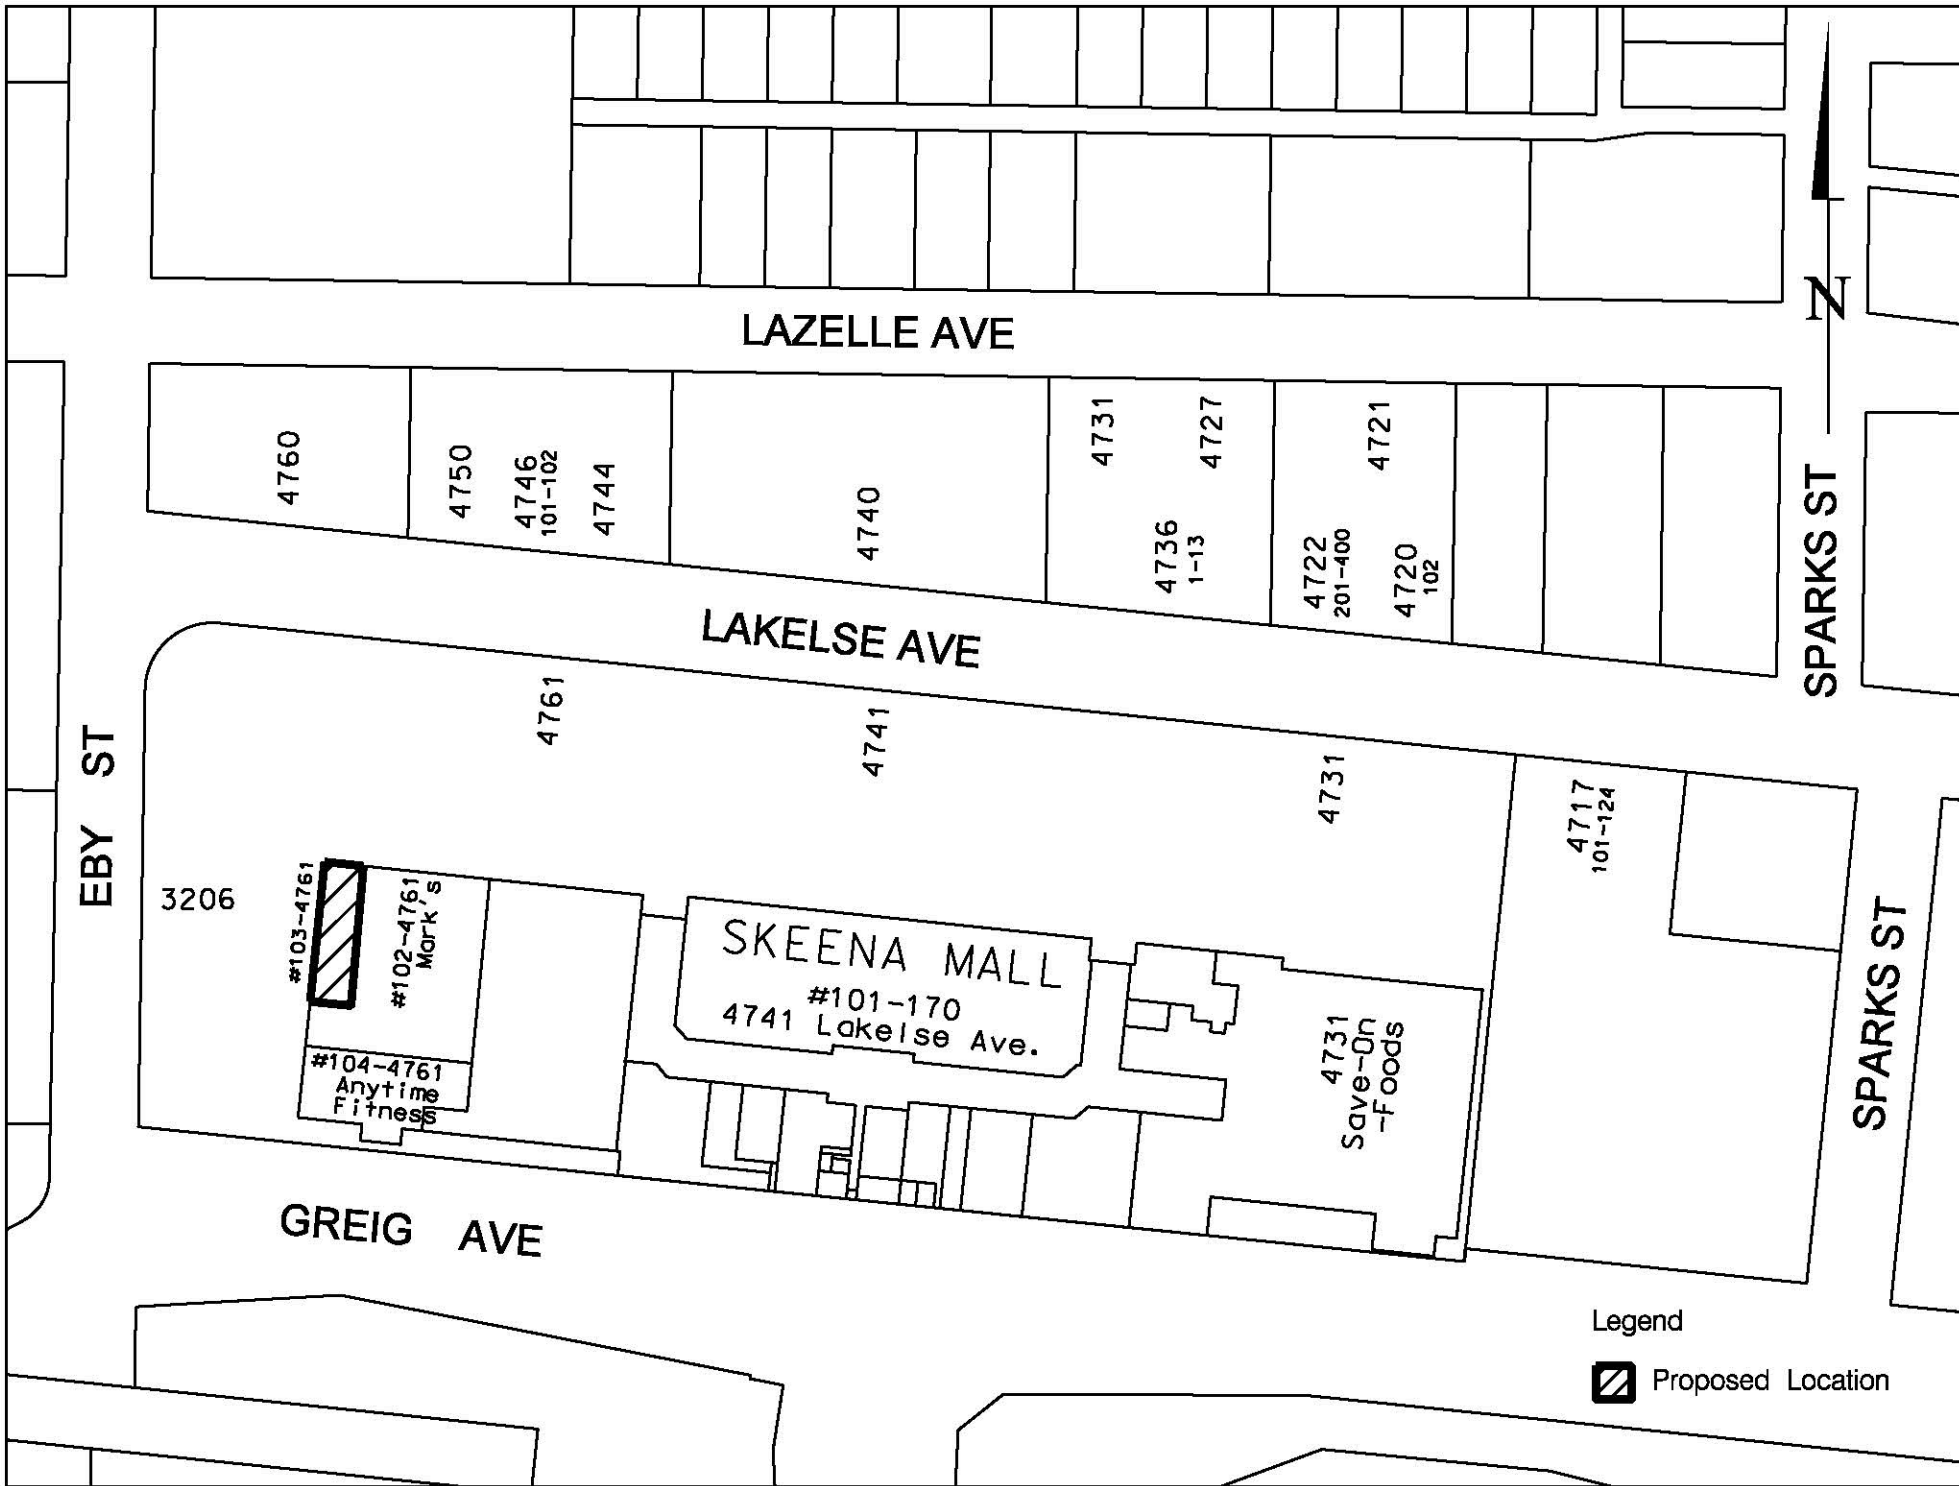 N
LAZELLE AVE
4760
4750
4746
101-102
4744
4740
4731
4727
4736
1-13
4721
4722
201-400
4720
102
SPARKS ST
LAKELSE AVE
4761
4741
4731
4717
101-124
EBY ST
3206
#103-4761
#102-4761
Mark's
#104-4761
Anytime
Fitness
SKEENA MALL
#101-170
4741 Lakelse Ave.
4731
Save-On
-Foods
SPARKS ST
GREIG AVE
Legend
Proposed Location